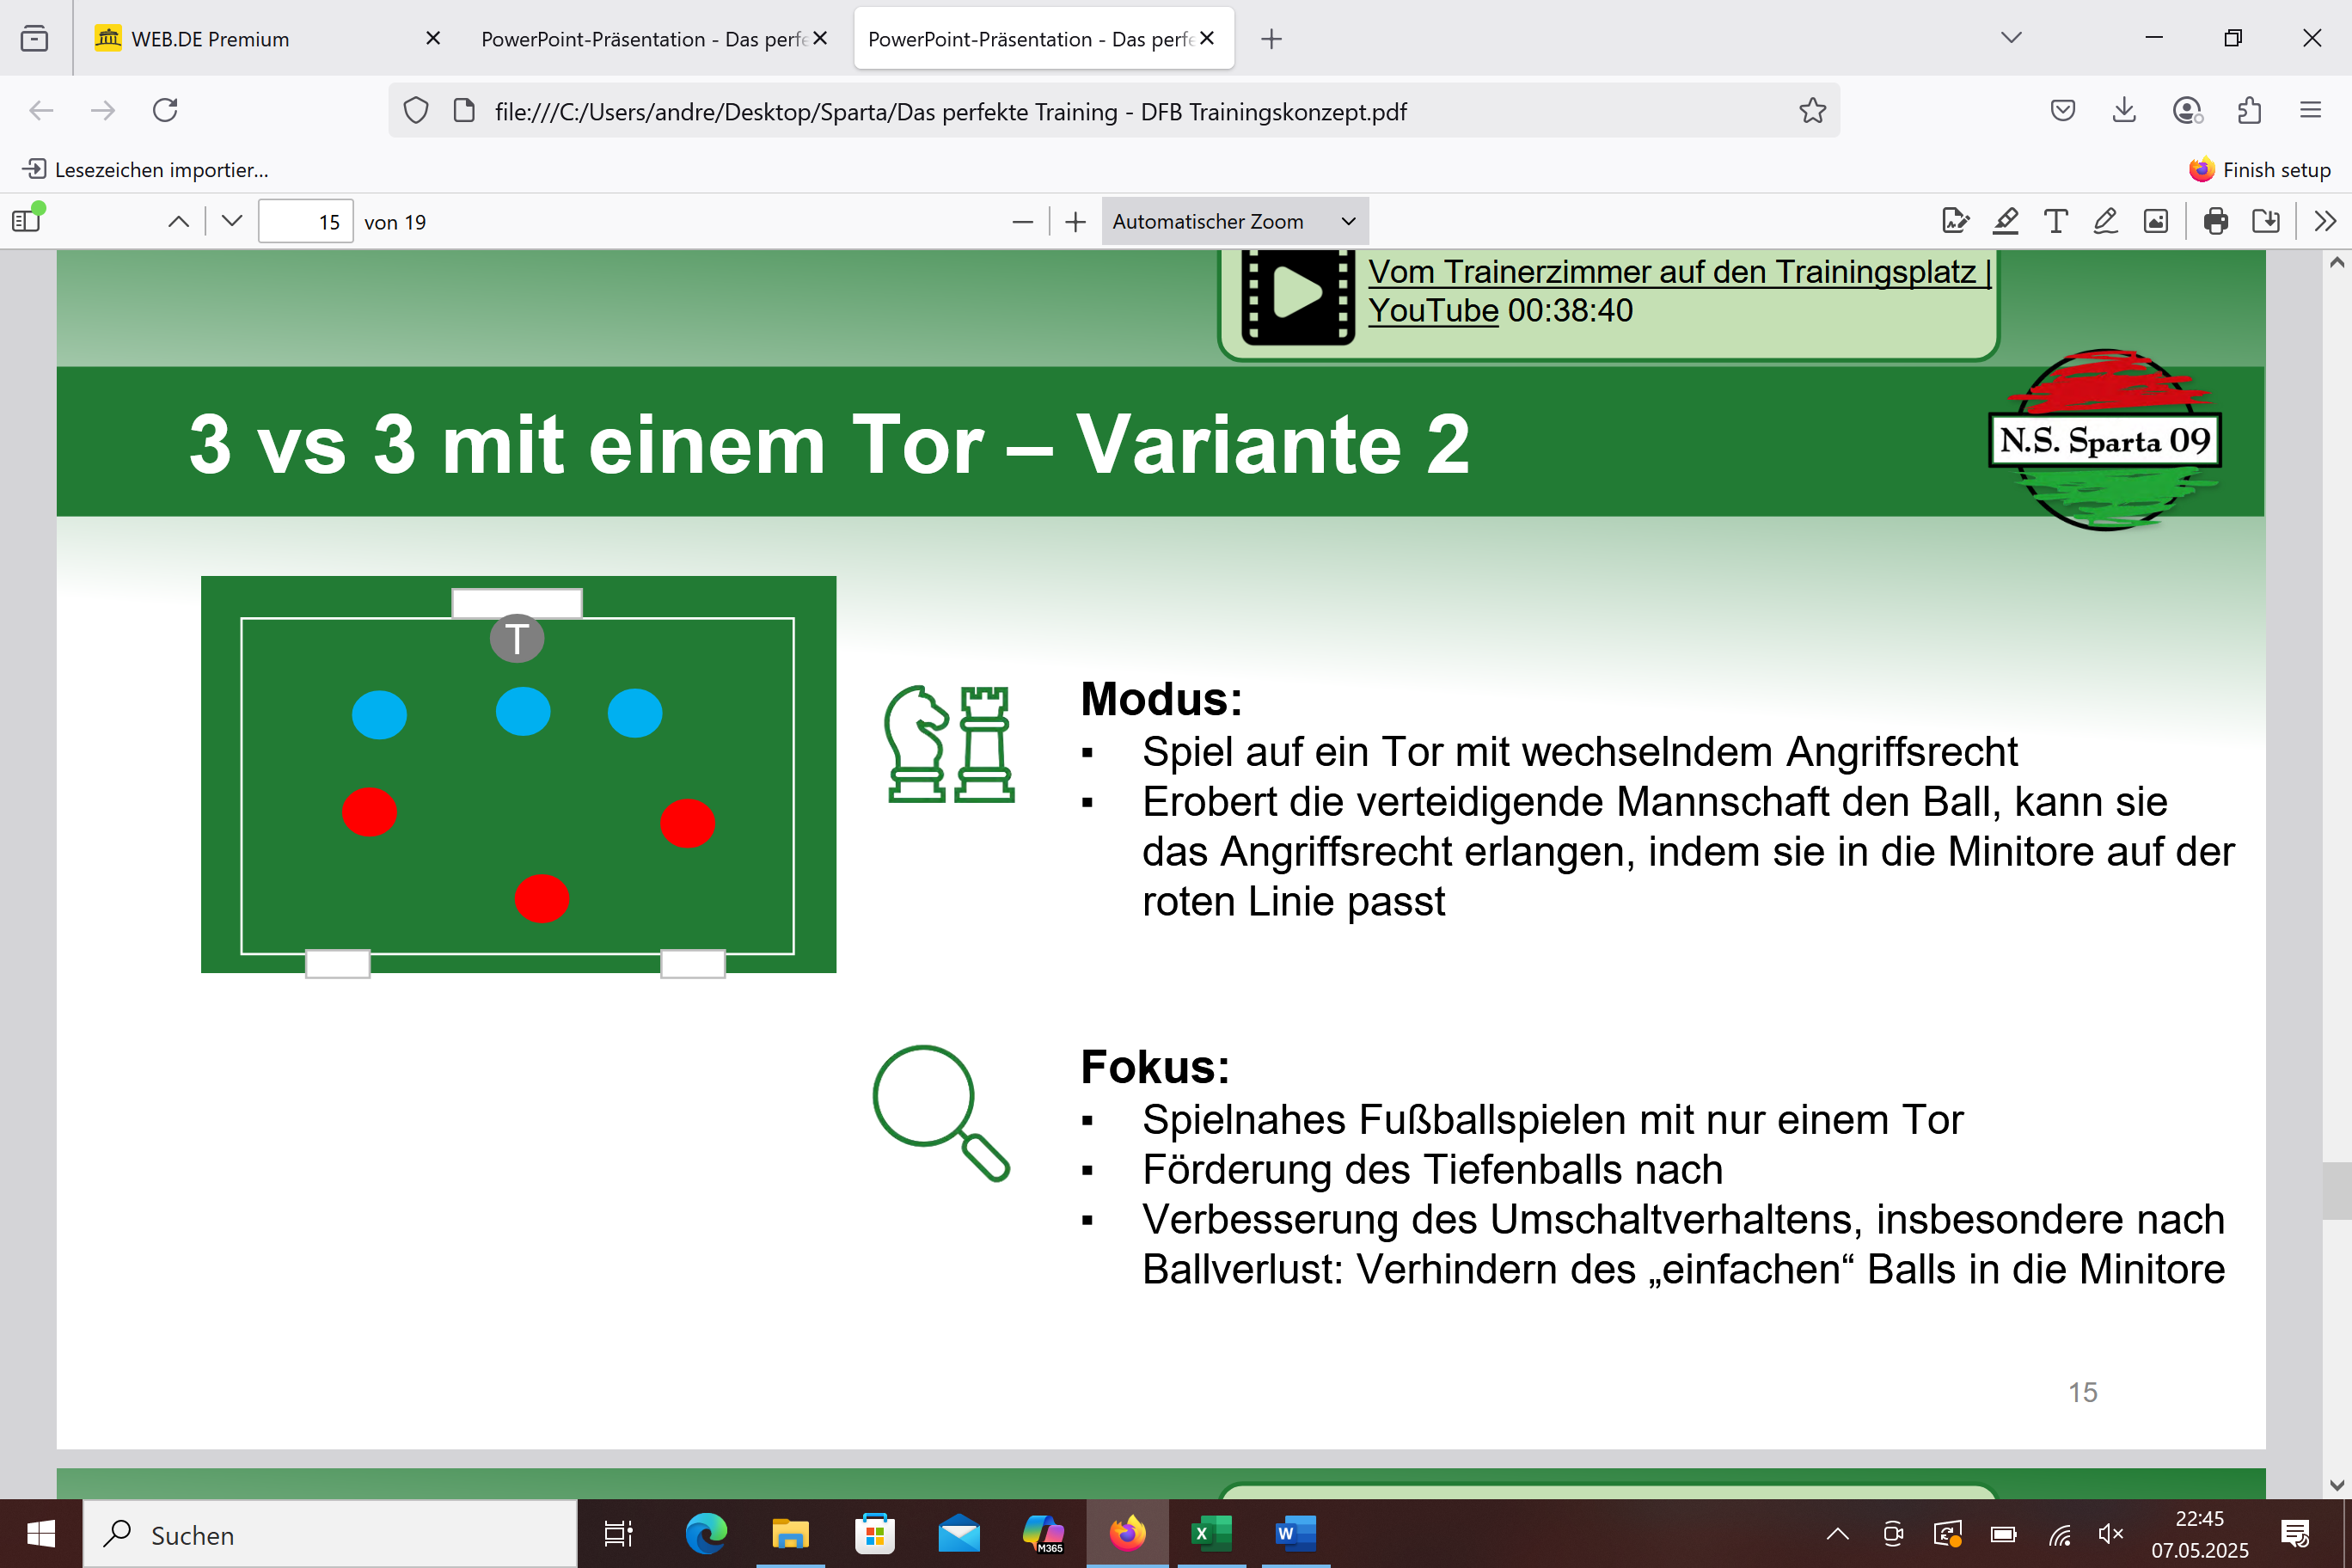 WEB.DE Premium
PowerPoint-Präsentation - Das perfe
PowerPoint-Präsentation - Das perfe
file:///C:/Users/andre/Desktop/Sparta/Das perfekte Training - DFB Trainingskonzept.pdf
Lesezeichen importier...
Finish setup
15 von 19
Automatischer Zoom
Vom Trainerzimmer auf den Trainingsplatz |
YouTube 00:38:40
3 vs 3 mit einem Tor – Variante 2
N.S. Sparta 09
T
Modus:
▪ Spiel auf ein Tor mit wechselndem Angriffsrecht
▪ Erobert die verteidigende Mannschaft den Ball, kann sie
das Angriffsrecht erlangen, indem sie in die Minitore auf der
roten Linie passt
Fokus:
▪ Spielnahes Fußballspielen mit nur einem Tor
▪ Förderung des Tiefenballs nach
▪ Verbesserung des Umschaltverhaltens, insbesondere nach
Ballverlust: Verhindern des „einfachen“ Balls in die Minitore
15
Suchen
M365
X
W
22:45
07.05.2025